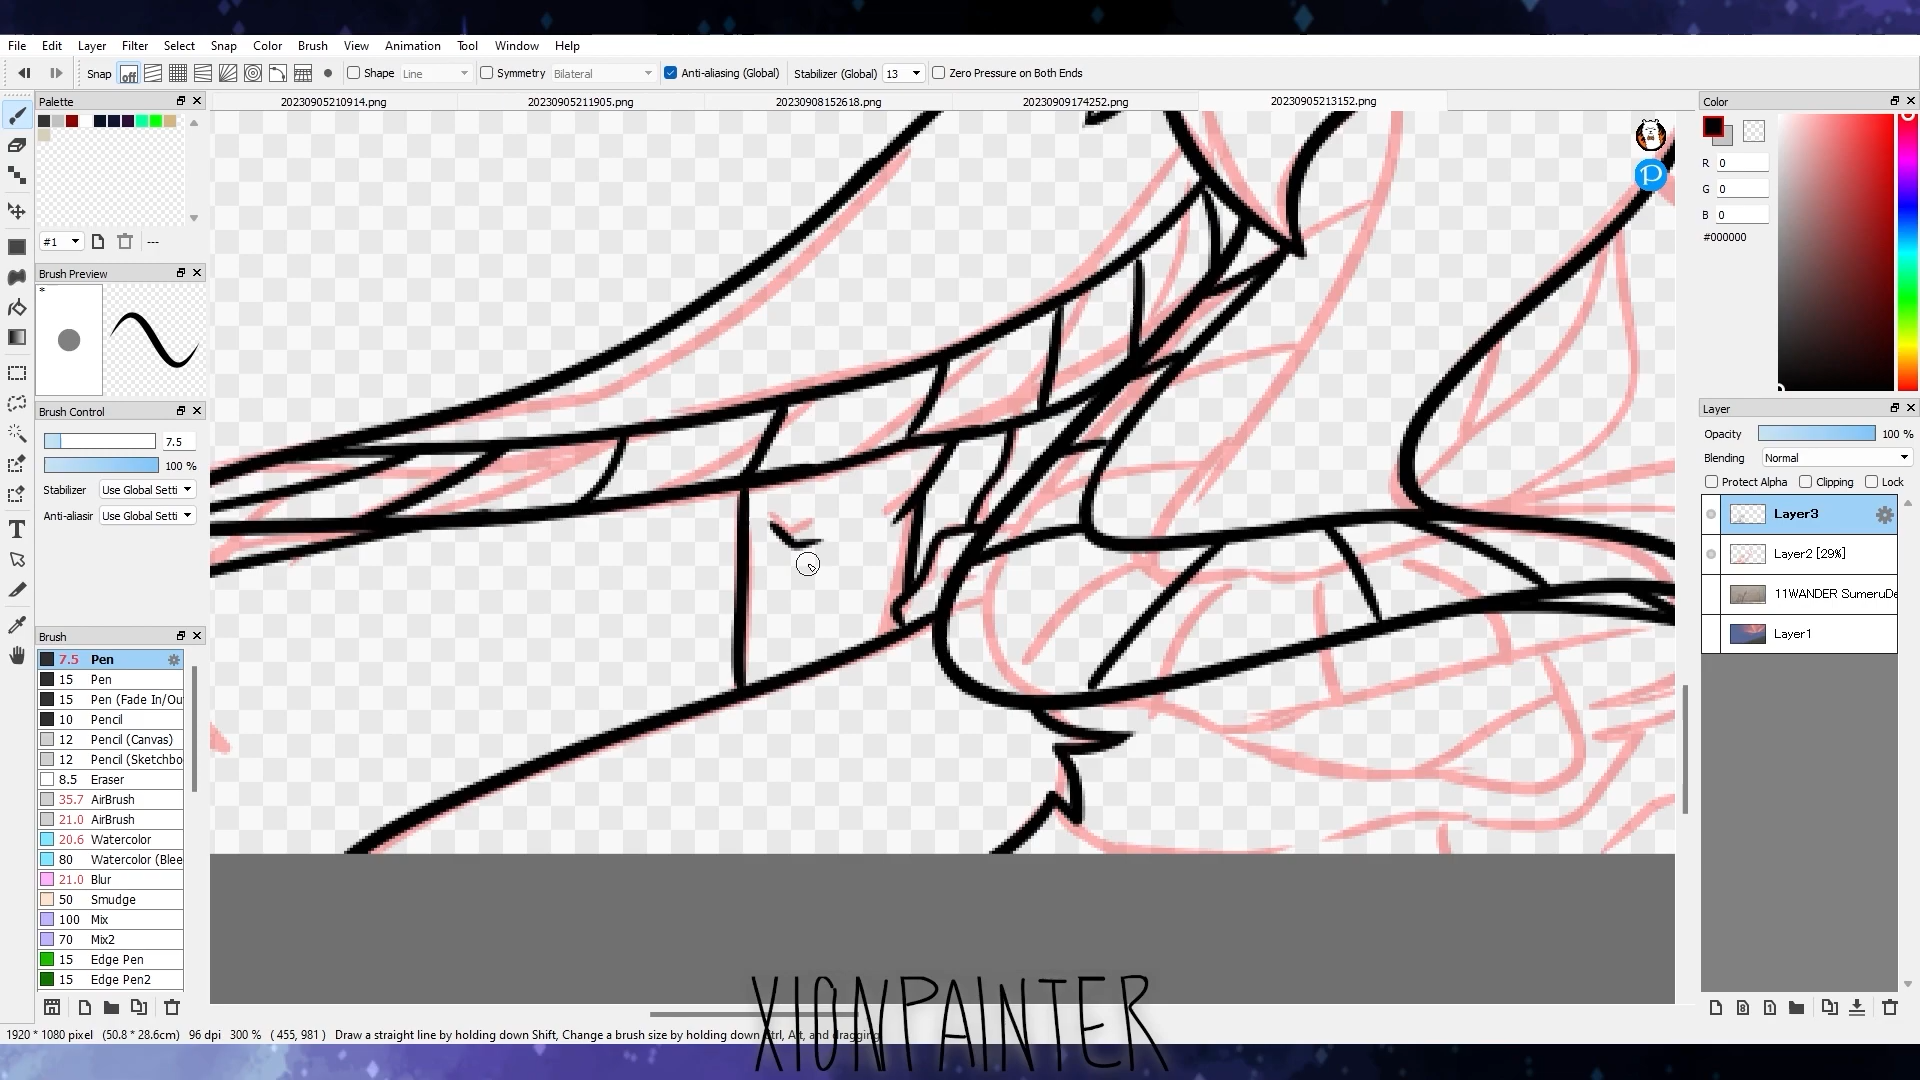 File Edit Layer Filter Select Snap Color Brush View Animation Tool Window Help
Snap off Shape Line Symmetry Bilateral Anti-aliasing (Global) Stabilizer (Global) 13 Zero Pressure on Both Ends
Palette
20230905210914.png 20230905211905.png 20230908152618.png 20230909174252.png 20230905213152.png
#1 ---
Brush Preview
*
Brush Control
7.5
100 %
Stabilizer Use Global Setti
Anti-aliasir Use Global Setti
Brush
7.5 Pen
15 Pen
15 Pen (Fade In/Ou
10 Pencil
12 Pencil (Canvas)
12 Pencil (Sketchbo
8.5 Eraser
35.7 AirBrush
21.0 AirBrush
20.6 Watercolor
80 Watercolor (Blee
21.0 Blur
50 Smudge
100 Mix
70 Mix2
15 Edge Pen
15 Edge Pen2
Color
R 0
G 0
B 0
#000000
Layer
Opacity 100 %
Blending Normal
Protect Alpha Clipping Lock
Layer3
Layer2 [29%]
11WANDER SumeruDe
Layer1
XIONPAINTER
1920 * 1080 pixel (50.8 * 28.6cm) 96 dpi 300 % ( 455, 981 ) Draw a straight line by holding down Shift, Change a brush size by holding down Ctrl, Alt, and dragging